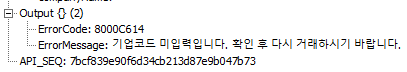 Output {} (2)
ErrorCode: 8000C614
ErrorMessage: 기업코드 미입력입니다. 확인 후 다시 거래하시기 바랍니다.
API_SEQ: 7bcf839e90f6d34cb213d87e9b047b73